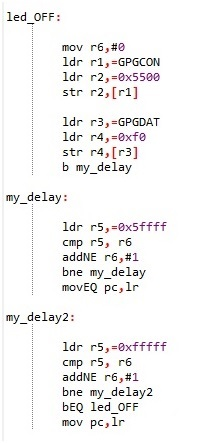 led_OFF:
mov r6,#0
ldr r1,=GPGCON
ldr r2,=0x5500
str r2,[r1]
ldr r3,=GPGDAT
ldr r4,=0xf0
str r4,[r3]
b my_delay
my_delay:
ldr r5,=0x5ffff
cmp r5, r6
addNE r6,#1
bne my_delay
movEQ pc,lr
my_delay2:
ldr r5,=0xfffff
cmp r5, r6
addNE r6,#1
bne my_delay2
bEQ led_OFF
mov pc,lr